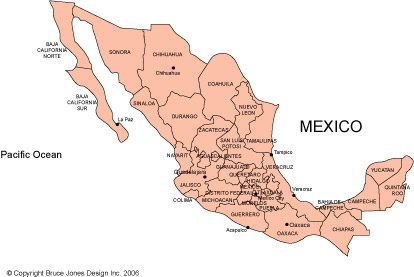 BAJA
CALIFORNIA
NORTE
SONORA
CHIHUAHUA
Chihuahua
COAHUILA
BAJA
CALIFORNIA
SUR
SINALOA
NUEVO
LEON
DURANGO
La Paz
ZACATECAS
MEXICO
SAN LUIS
POTOSI
TAMAULIPAS
Pacific Ocean
NAYARIT
AGUASCALIENTES
Tampico
GUANAJUATO
VERACRUZ
Guadalajara
QUERETARO
HIDALGO
YUCATAN
JALISCO
MEXICO
QUINTANA
ROO
DISTRITO FEDERAL
Mexico City
Veracruz
COLIMA
MICHOACAN
MORELOS
PUEBLA
BAHIA DE
CAMPECHE
CAMPECHE
GUERRERO
Oaxaca
Acapulco
OAXACA
CHIAPAS
© Copyright Bruce Jones Design Inc. 2006